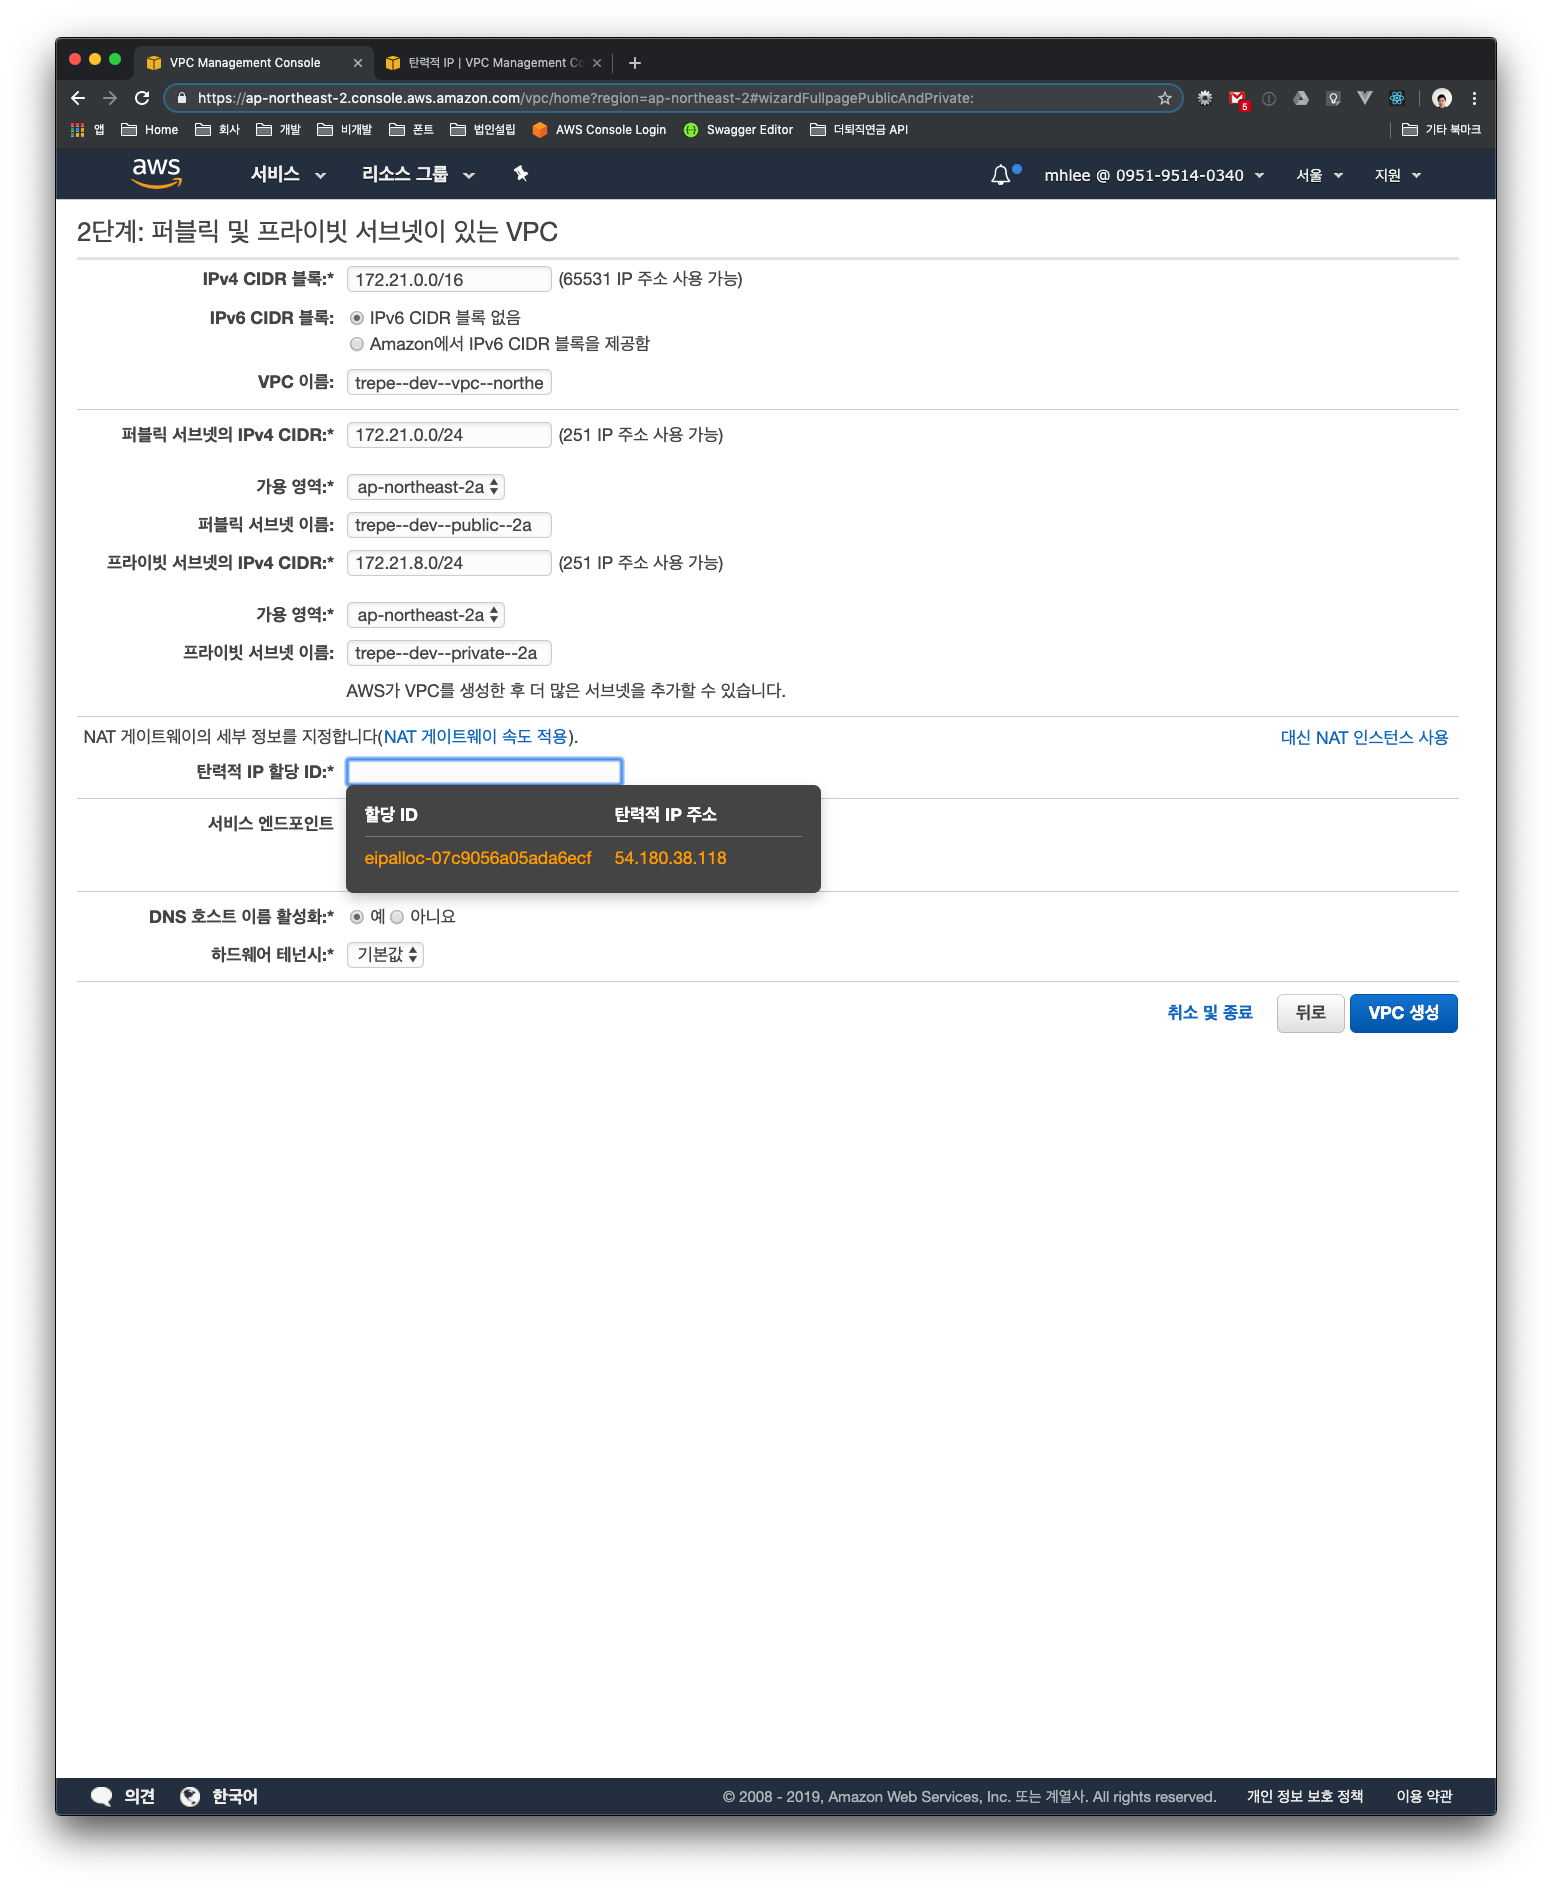 VPC Management Console
탄력적 IP | VPC Management Co
https://ap-northeast-2.console.aws.amazon.com/vpc/home?region=ap-northeast-2#wizardFullpagePublicAndPrivate:
5
앱 Home 회사 개발 비개발 폰트 법인설립 AWS Console Login Swagger Editor 더퇴직연금 API 기타 북마크
aws 서비스 리소스 그룹 mhlee @ 0951-9514-0340 서울 지원
2단계: 퍼블릭 및 프라이빗 서브넷이 있는 VPC
IPv4 CIDR 블록:* 172.21.0.0/16 (65531 IP 주소 사용 가능)
IPv6 CIDR 블록: IPv6 CIDR 블록 없음
Amazon에서 IPv6 CIDR 블록을 제공함
VPC 이름: trepe--dev--vpc--northe
퍼블릭 서브넷의 IPv4 CIDR:* 172.21.0.0/24 (251 IP 주소 사용 가능)
가용 영역:* ap-northeast-2a
퍼블릭 서브넷 이름: trepe--dev--public--2a
프라이빗 서브넷의 IPv4 CIDR:* 172.21.8.0/24 (251 IP 주소 사용 가능)
가용 영역:* ap-northeast-2a
프라이빗 서브넷 이름: trepe--dev--private--2a
AWS가 VPC를 생성한 후 더 많은 서브넷을 추가할 수 있습니다.
NAT 게이트웨이의 세부 정보를 지정합니다(NAT 게이트웨이 속도 적용). 대신 NAT 인스턴스 사용
탄력적 IP 할당 ID:*
할당 ID 탄력적 IP 주소
서비스 엔드포인트
eipalloc-07c9056a05ada6ecf 54.180.38.118
DNS 호스트 이름 활성화:* 예 아니요
하드웨어 테넌시:* 기본값
취소 및 종료 뒤로 VPC 생성
의견 한국어 © 2008 - 2019, Amazon Web Services, Inc. 또는 계열사. All rights reserved. 개인 정보 보호 정책 이용 약관